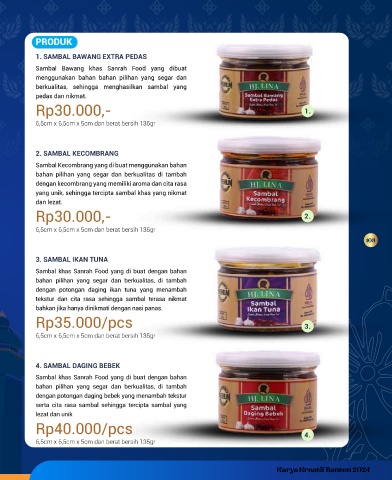 PRODUK
1. SAMBAL BAWANG EXTRA PEDAS
Sambal Bawang khas Sanrah Food yang dibuat
menggunakan bahan bahan pilihan yang segar dan
berkualitas, sehingga menghasilkan sambal yang
pedas dan nikmat.
Rp30.000,-
6,5cm x 6,5cm x 5cm dan berat bersih 135gr
HJ. LINA
Sambal Bawang
Extra Pedas
1.
2. SAMBAL KECOMBRANG
Sambal Kecombrang yang di buat menggunakan bahan
bahan pilihan yang segar dan berkualitas di tambah
dengan kecombrang yang memiliki aroma dan cita rasa
yang unik, sehingga tercipta sambal khas yang nikmat
dan lezat.
Rp30.000,-
6,5cm x 6,5cm x 5cm dan berat bersih 135gr
HJ. LINA
Sambal
Kecombrang
2.
103
3. SAMBAL IKAN TUNA
Sambal khas Sanrah Food yang di buat dengan bahan
bahan pilihan yang segar dan berkualitas, di tambah
dengan potongan daging ikan tuna yang menambah
tekstur dan cita rasa sehingga sambal terasa nikmat
bahkan jika hanya dinikmati dengan nasi panas.
Rp35.000/pcs
6,5cm x 6,5cm x 5cm dan berat bersih 135gr
HJ. LINA
Sambal
Ikan Tuna
3.
4. SAMBAL DAGING BEBEK
Sambal khas Sanrah Food yang di buat dengan bahan
bahan pilihan yang segar dan berkualitas, di tambah
dengan potongan daging bebek yang menambah tekstur
serta cita rasa sambal sehingga tercipta sambal yang
lezat dan unik
Rp40.000/pcs
6,5cm x 6,5cm x 5cm dan berat bersih 135gr
HJ. LINA
Sambal
Daging Bebek
4.
Karya Kreatif Banten 2024